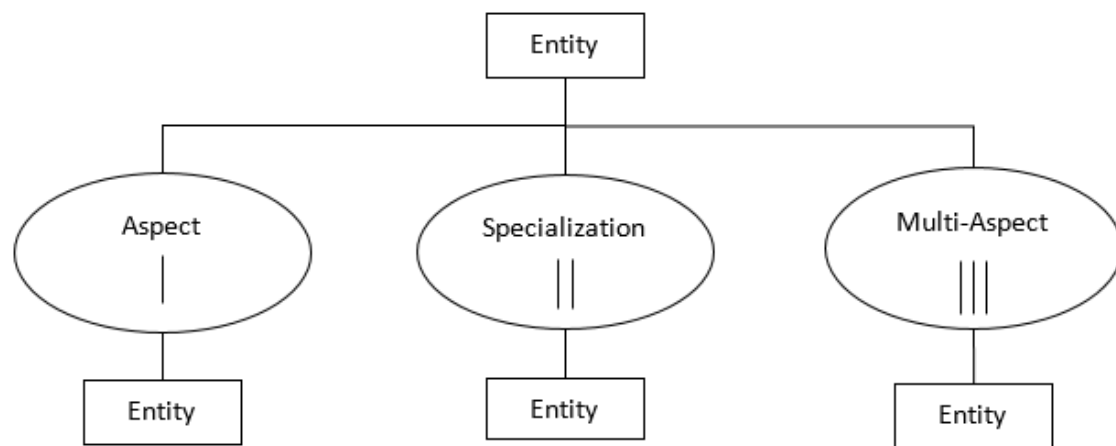 Entity
Aspect
Specialization
Multi-Aspect
Entity
Entity
Entity